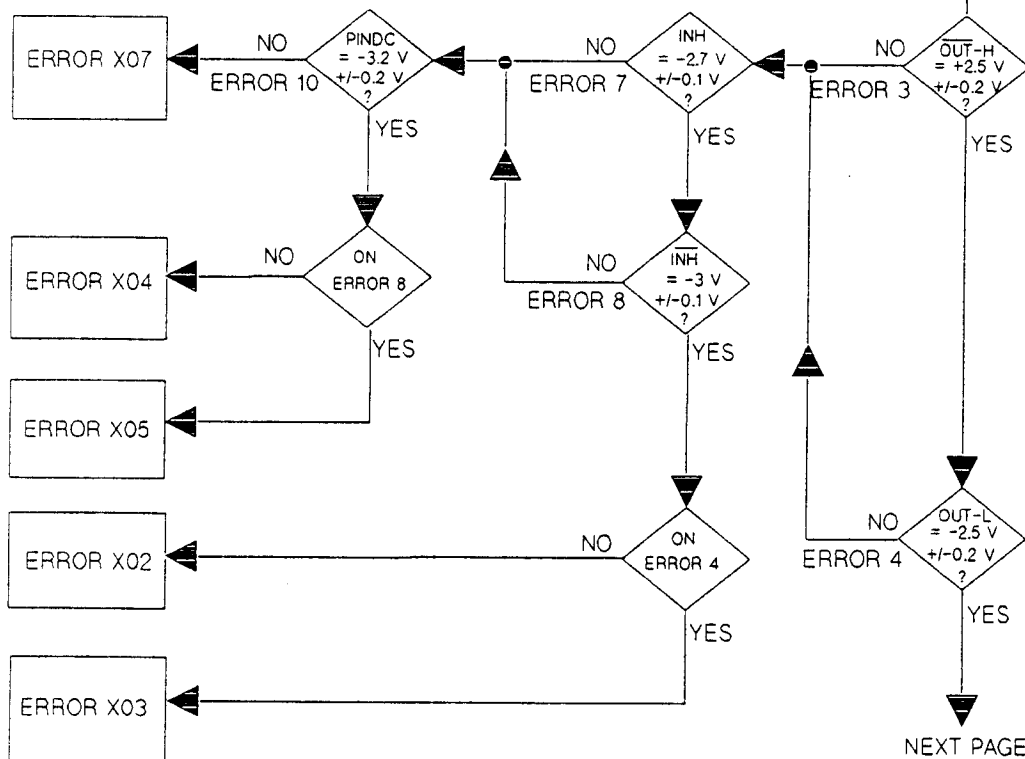 ERROR X07
NO
ERROR 10
PINDC
= -3.2 V
+/-0.2 V
?
YES
NO
ERROR 7
INH
= -2.7 V
+/-0.1 V
?
YES
ERROR 3
NO
O̅U̅T̅-H
= +2.5 V
+/-0.2 V
?
YES
ERROR X04
NO
ON
ERROR 8
YES
NO
ERROR 8
I̅N̅H̅
= -3 V
+/-0.1 V
?
YES
ERROR X05
ERROR X02
NO
ON
ERROR 4
YES
NO
ERROR 4
OUT-L
= -2.5 V
+/-0.2 V
?
YES
ERROR X03
NEXT PAGE